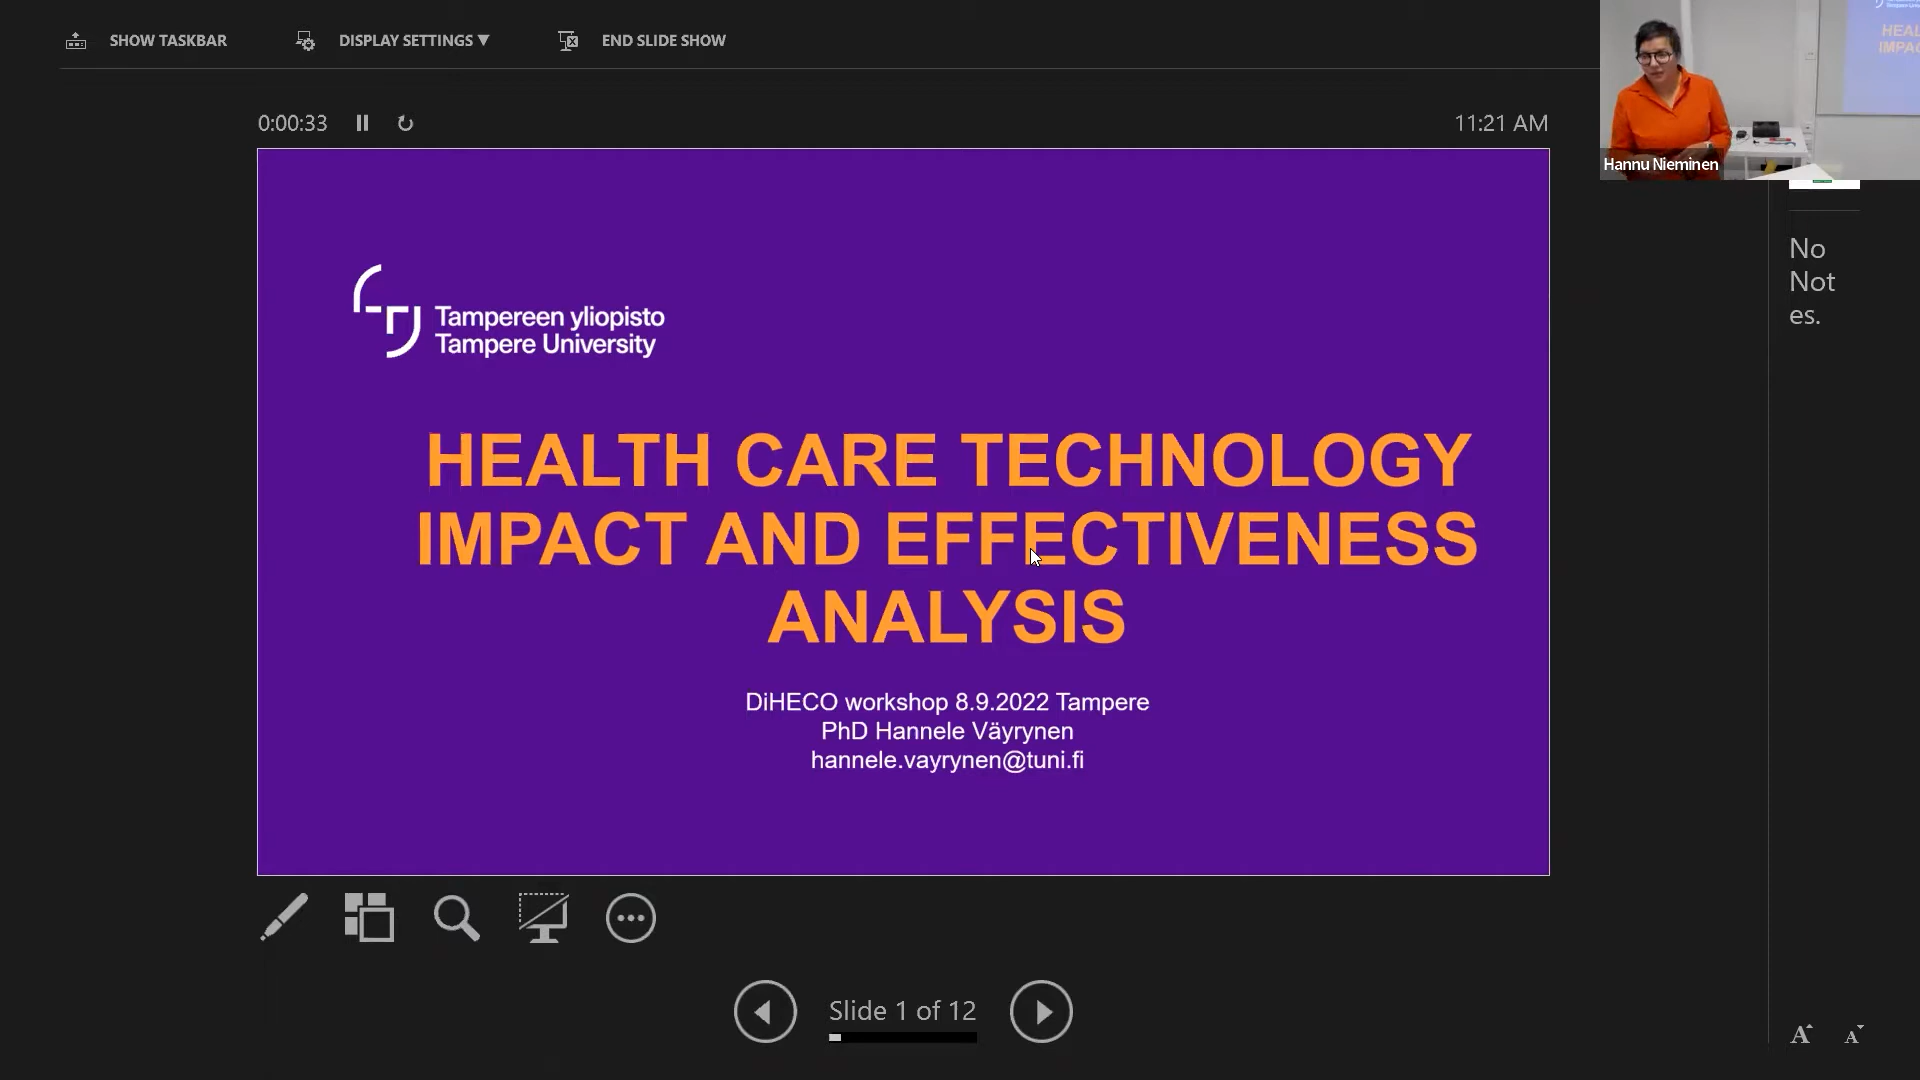 SHOW TASKBAR
DISPLAY SETTINGS ▼
END SLIDE SHOW
0:00:33
11:21 AM
Hannu Nieminen
HEAL
IMPA
No
Not
es.
Tampereen yliopisto
Tampere University
HEALTH CARE TECHNOLOGY
IMPACT AND EFFECTIVENESS
ANALYSIS
DiHECO workshop 8.9.2022 Tampere
PhD Hannele Väyrynen
hannele.vayrynen@tuni.fi
Slide 1 of 12
A
A